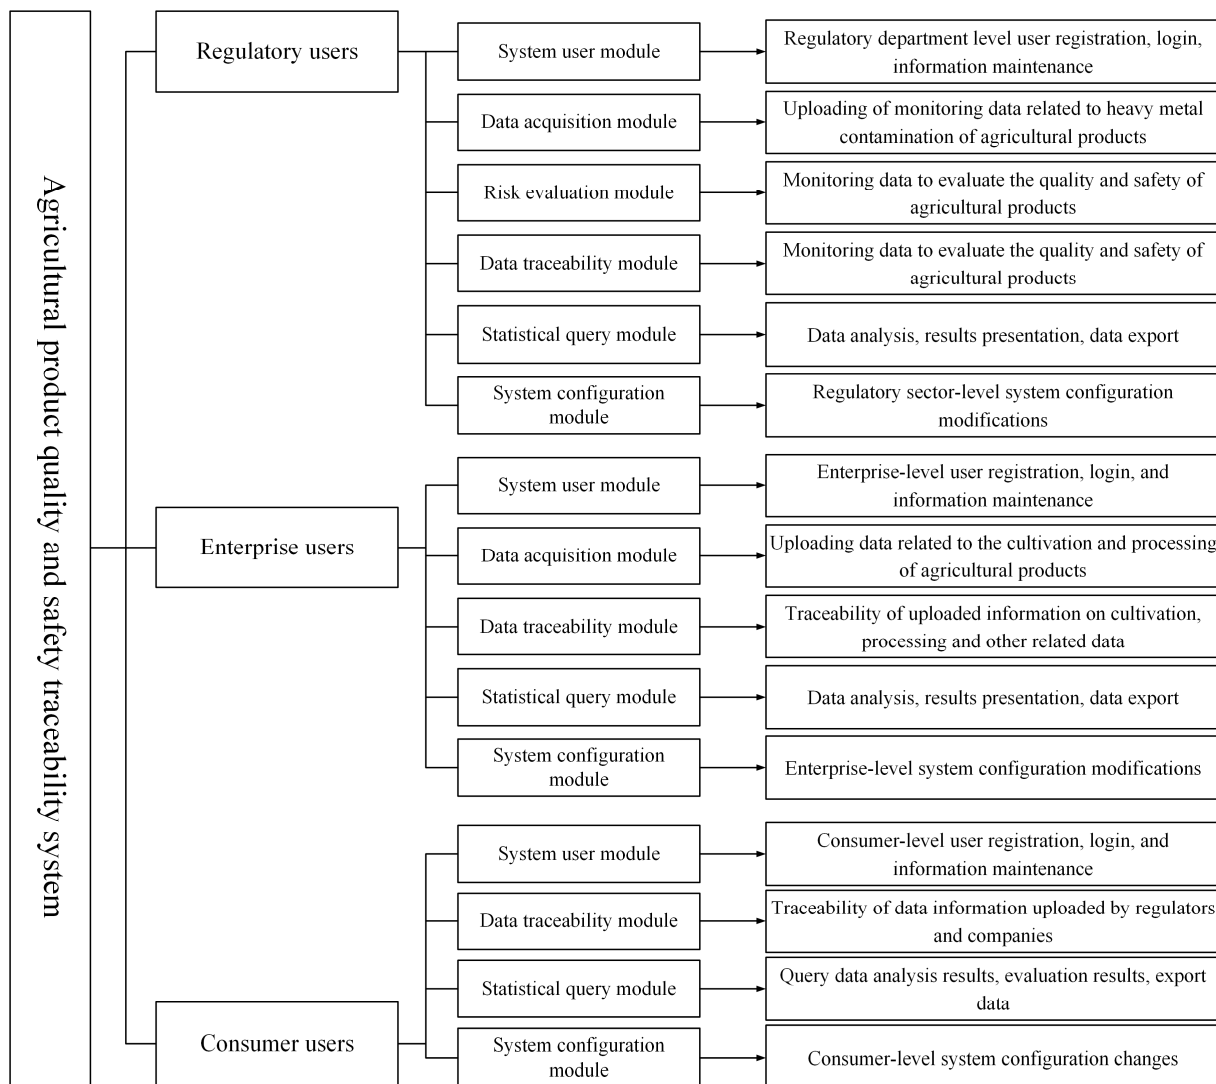 Agricultural product quality and safety traceability system
Regulatory users
System user module
Regulatory department level user registration, login,
information maintenance
Data acquisition module
Uploading of monitoring data related to heavy metal
contamination of agricultural products
Risk evaluation module
Monitoring data to evaluate the quality and safety of
agricultural products
Data traceability module
Monitoring data to evaluate the quality and safety of
agricultural products
Statistical query module
Data analysis, results presentation, data export
System configuration
module
Regulatory sector-level system configuration
modifications
Enterprise users
System user module
Enterprise-level user registration, login, and
information maintenance
Data acquisition module
Uploading data related to the cultivation and processing
of agricultural products
Data traceability module
Traceability of uploaded information on cultivation,
processing and other related data
Statistical query module
Data analysis, results presentation, data export
System configuration
module
Enterprise-level system configuration modifications
Consumer users
System user module
Consumer-level user registration, login, and
information maintenance
Data traceability module
Traceability of data information uploaded by regulators
and companies
Statistical query module
Query data analysis results, evaluation results, export
data
System configuration
module
Consumer-level system configuration changes